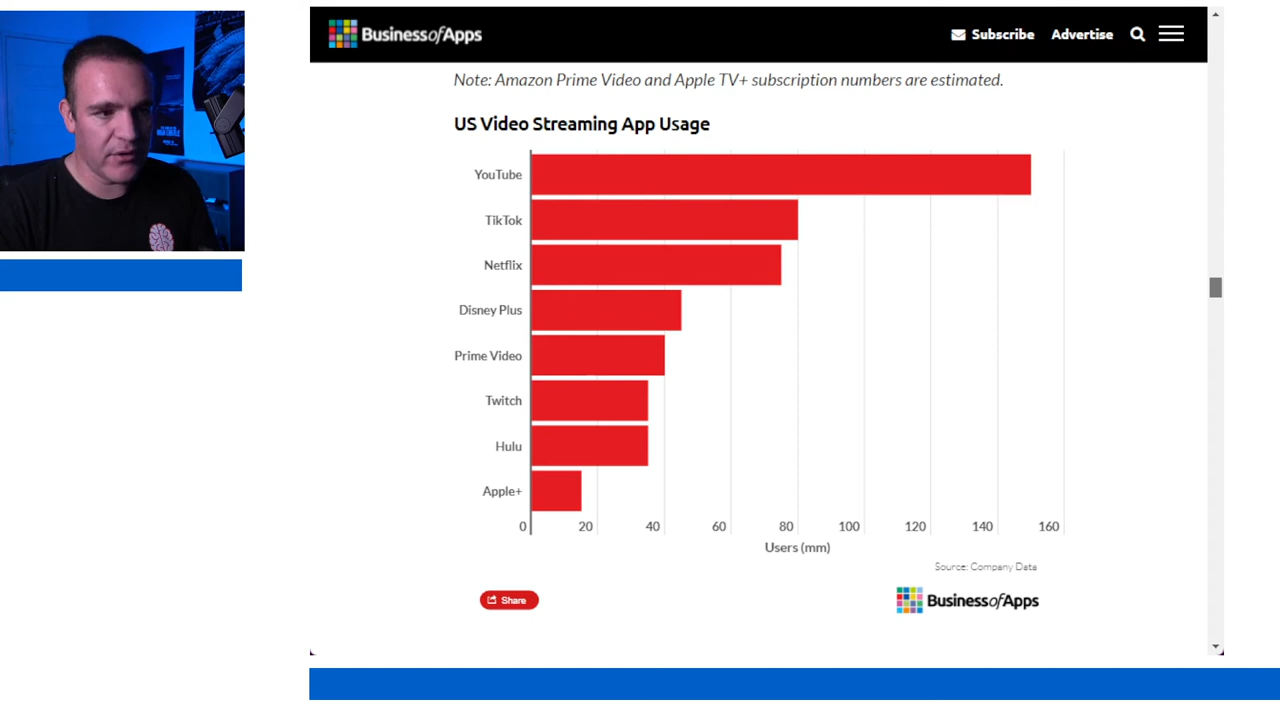 BusinessofApps
Subscribe Advertise
Note: Amazon Prime Video and Apple TV+ subscription numbers are estimated.
US Video Streaming App Usage
YouTube
TikTok
Netflix
Disney Plus
Prime Video
Twitch
Hulu
Apple+
0 20 40 60 80 100 120 140 160
Users (mm)
Source: Company Data
Share
BusinessofApps